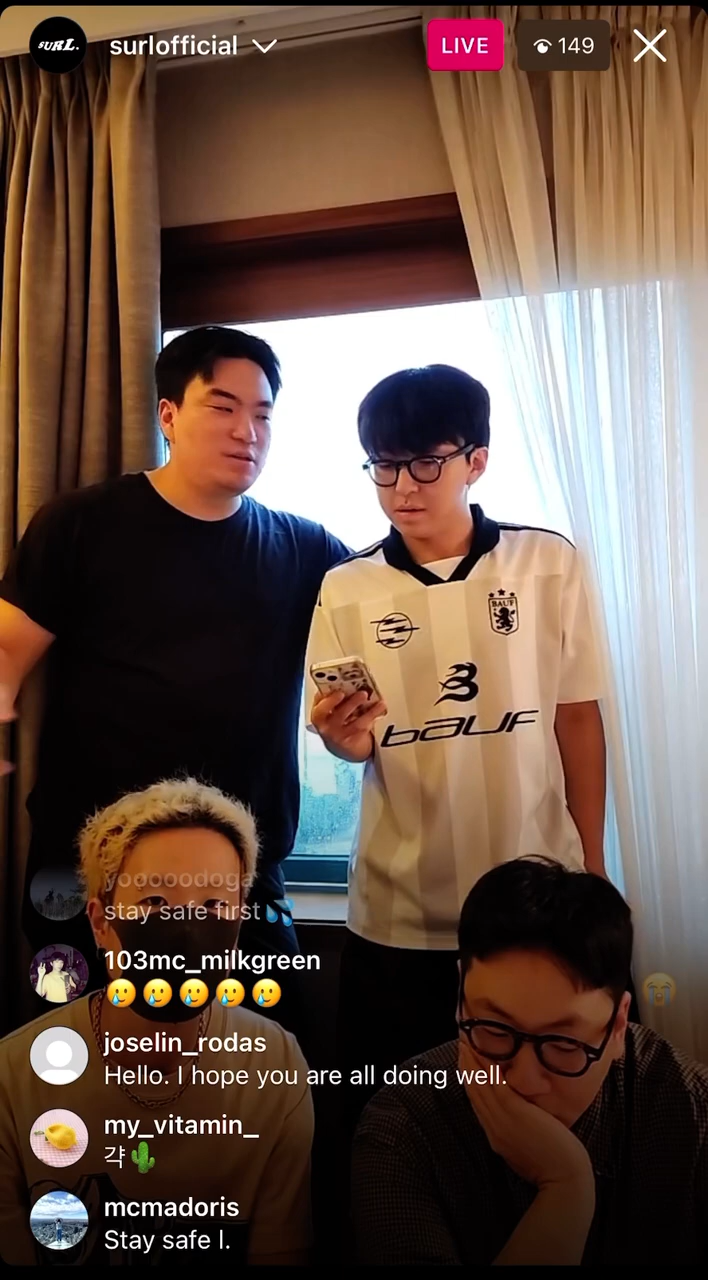 SURL.
surlofficial
LIVE
149
BAUF
bauf
yooooodoga
stay safe first💦
103mc_milkgreen
🥲🥲🥲🥲🥲
joselin_rodas
Hello. I hope you are all doing well.
my_vitamin_
갹🌵
mcmadoris
Stay safe l.